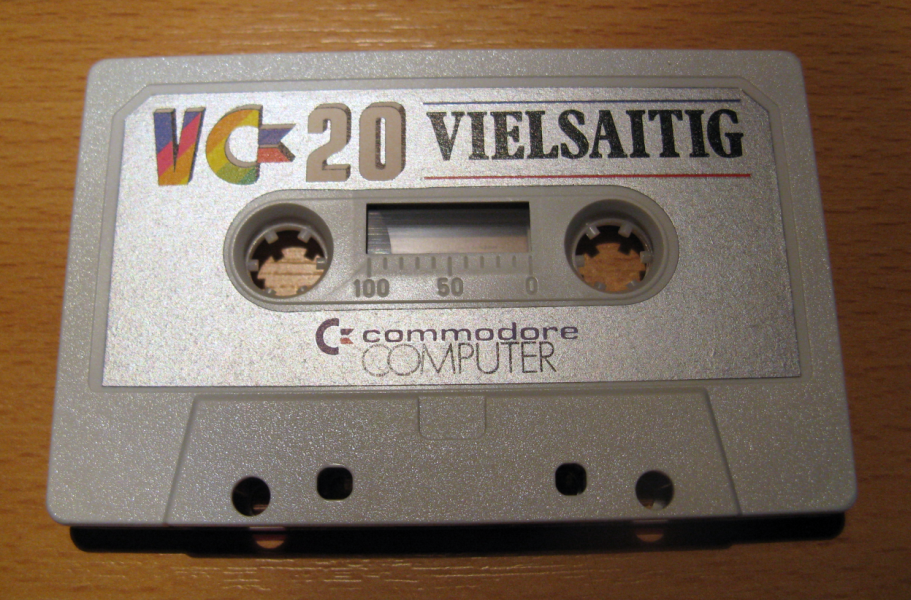 VC 20 VIELSAITIG
100 50 0
commodore
COMPUTER